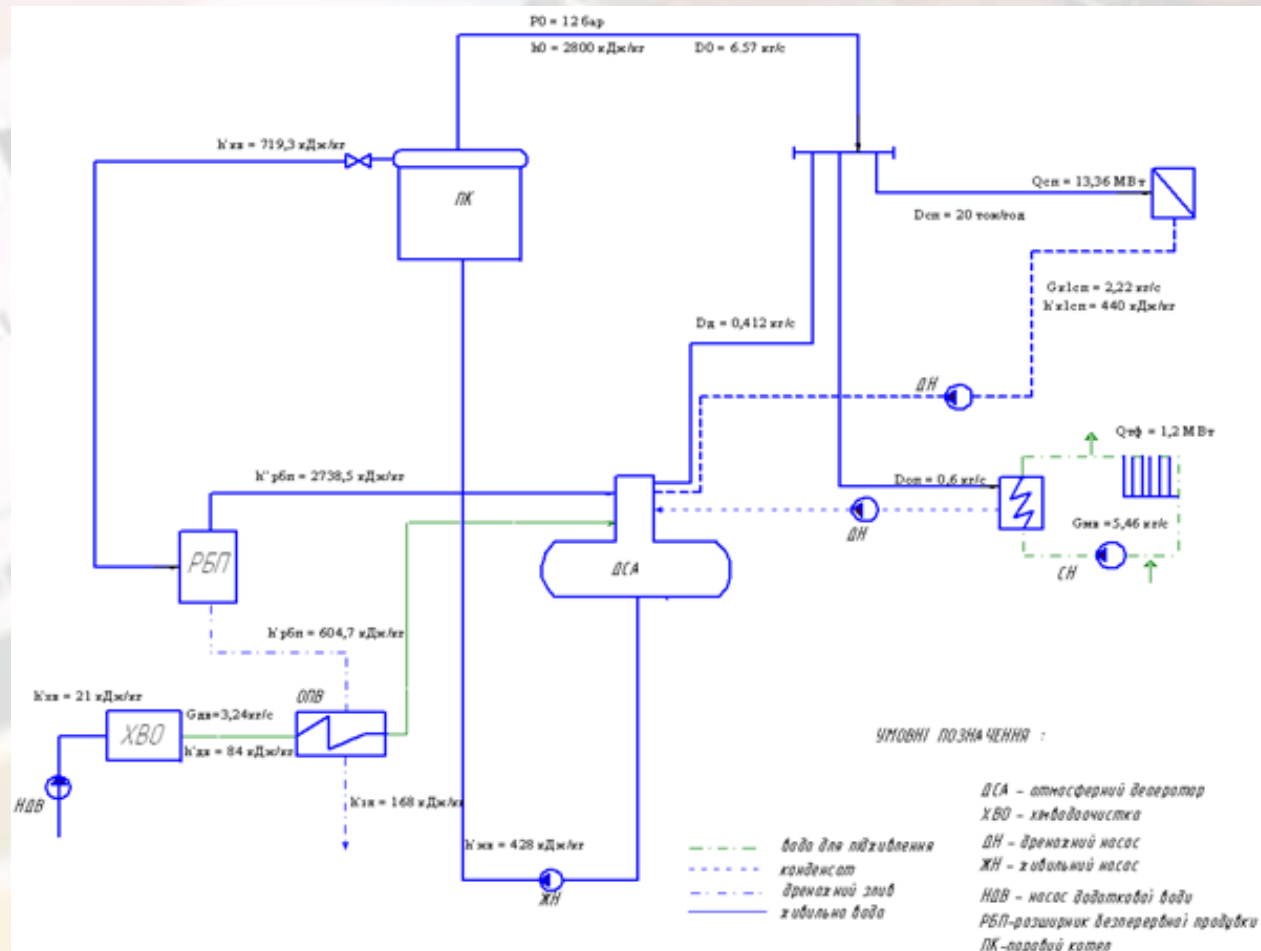 P0 = 12 бар
h0 = 2800 кДж/кг
D0 = 6.57 кг/с
h'кв = 719,3 кДж/кг
ПК
Qсп = 13,36 МВт
Dсп = 20 тон/год
Gк1сп = 2,22 кг/с
h'к1сп = 440 кДж/кг
Dд = 0,412 кг/с
ДН
Qтф = 1,2 МВт
h''рбп = 2738,5 кДж/кг
Dоп = 0,6 кг/с
Gмв =5,46 кг/с
ДН
СН
РБП
ДСА
h'рбп = 604,7 кДж/кг
h'хв = 21 кДж/кг
ОПВ
Gдв=3,24кг/с
ХВО
h'дв = 84 кДж/кг
НДВ
h'зл = 168 кДж/кг
h'жв = 428 кДж/кг
ЖН
УМОВНІ ПОЗНАЧЕННЯ :
вода для підживлення
конденсат
дренажний злив
живильна вода
ДСА - атмосферний деаератор
ХВО - хімводоочистка
ДН - дренажний насос
ЖН - живильний насос
НДВ - насос додаткової води
РБП-розширник безперервної продувки
ПК-паровий котел